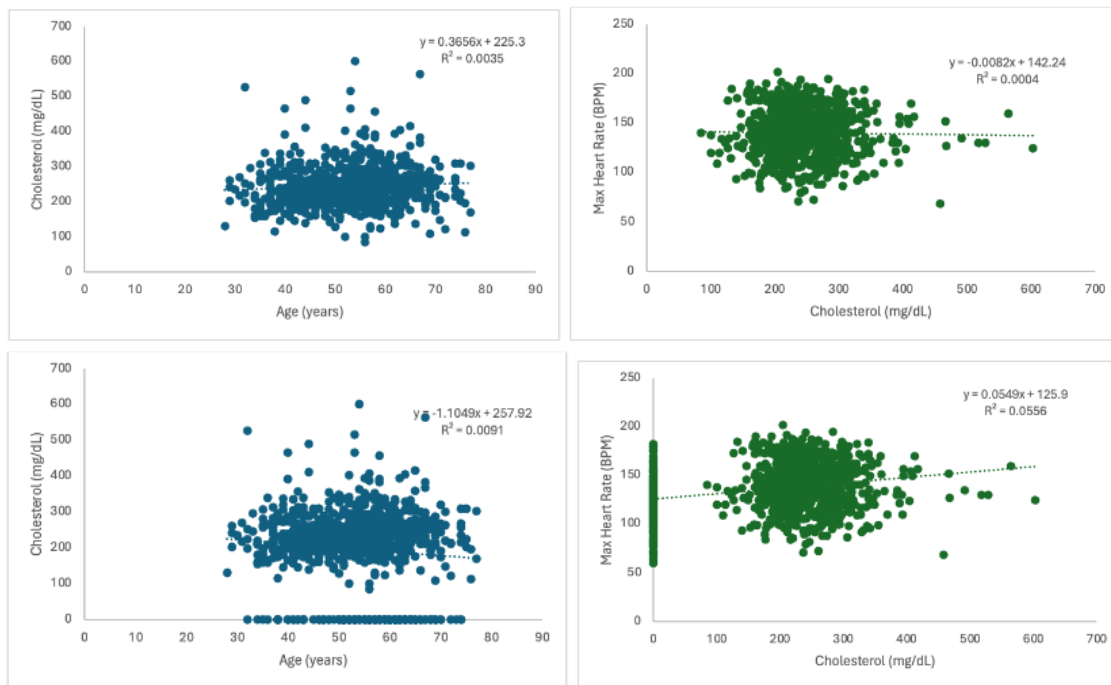 700
600
500
400
300
200
100
0
Cholesterol (mg/dL)
y = 0.3656x + 225.3
R² = 0.0035
0 10 20 30 40 50 60 70 80 90
Age (years)
250
200
150
100
50
0
Max Heart Rate (BPM)
y = -0.0082x + 142.24
R² = 0.0004
0 100 200 300 400 500 600 700
Cholesterol (mg/dL)
700
600
500
400
300
200
100
0
Cholesterol (mg/dL)
y = -1.1049x + 257.92
R² = 0.0091
0 10 20 30 40 50 60 70 80 90
Age (years)
250
200
150
100
50
0
Max Heart Rate (BPM)
y = 0.0549x + 125.9
R² = 0.0556
0 100 200 300 400 500 600 700
Cholesterol (mg/dL)